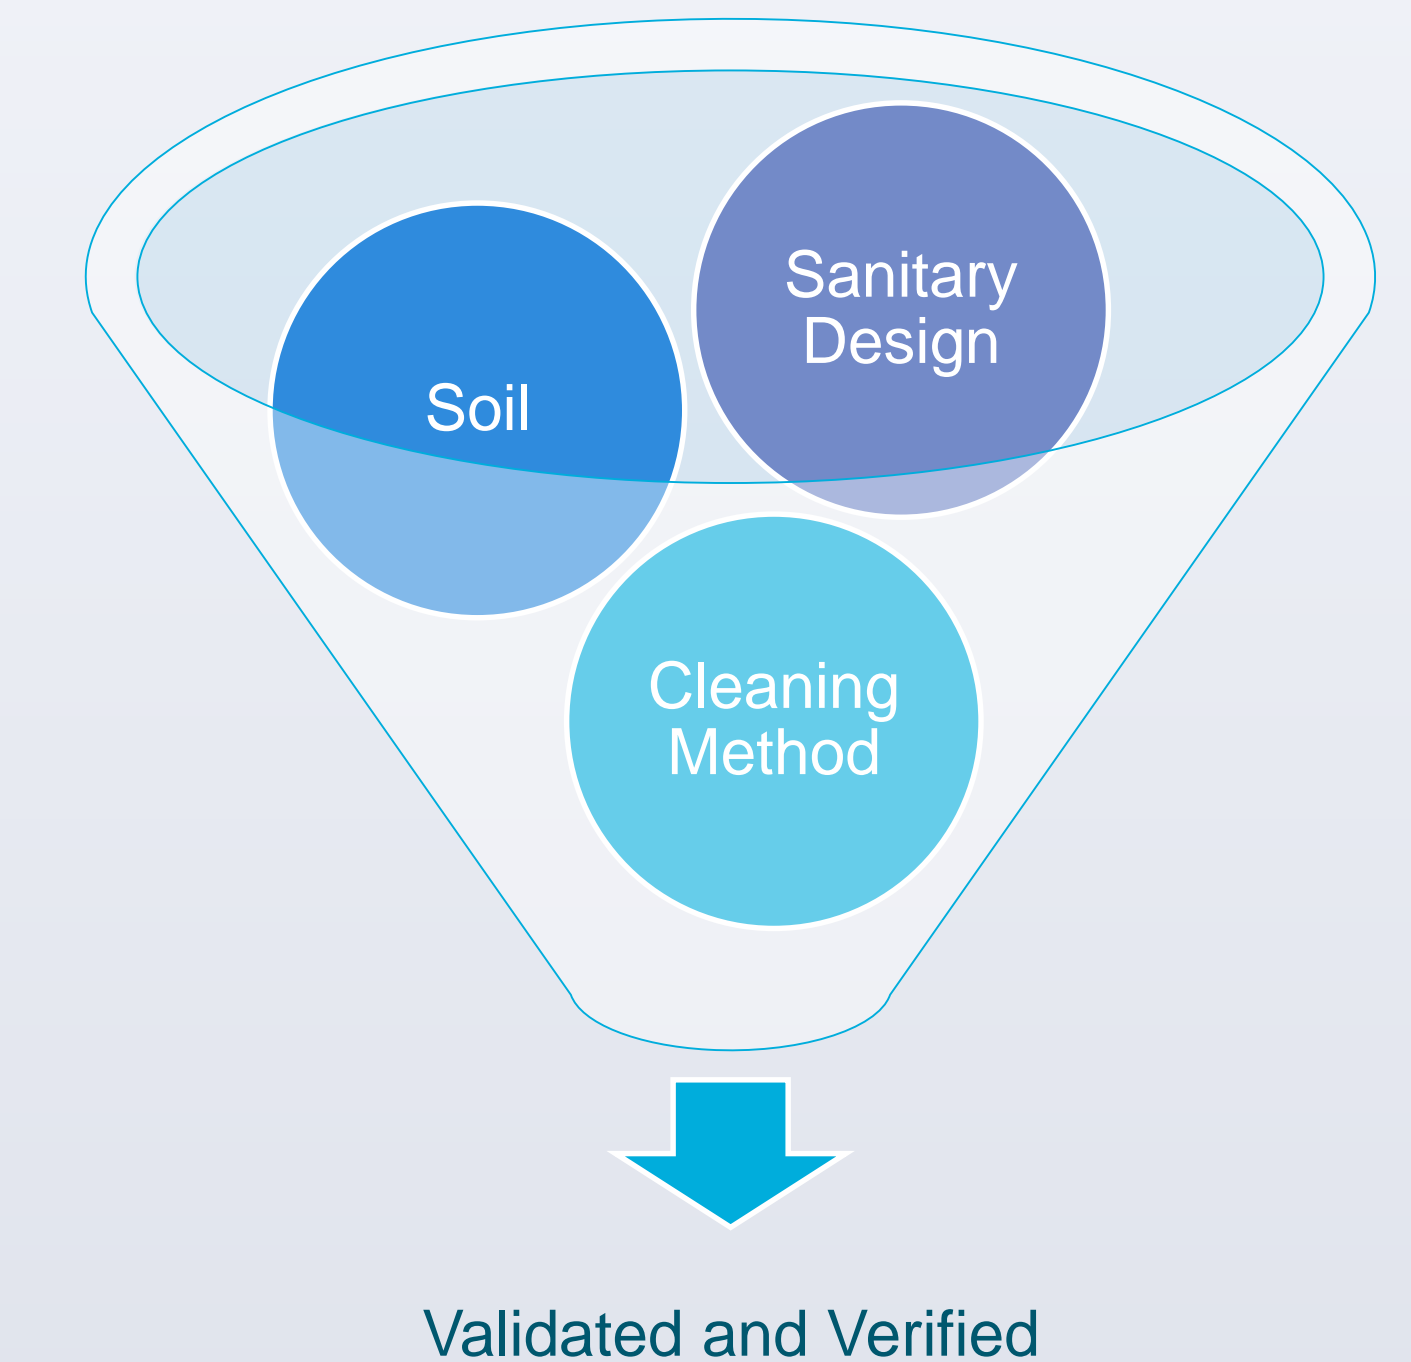 Sanitary
Design
Soil
Cleaning
Method
Validated and Verified